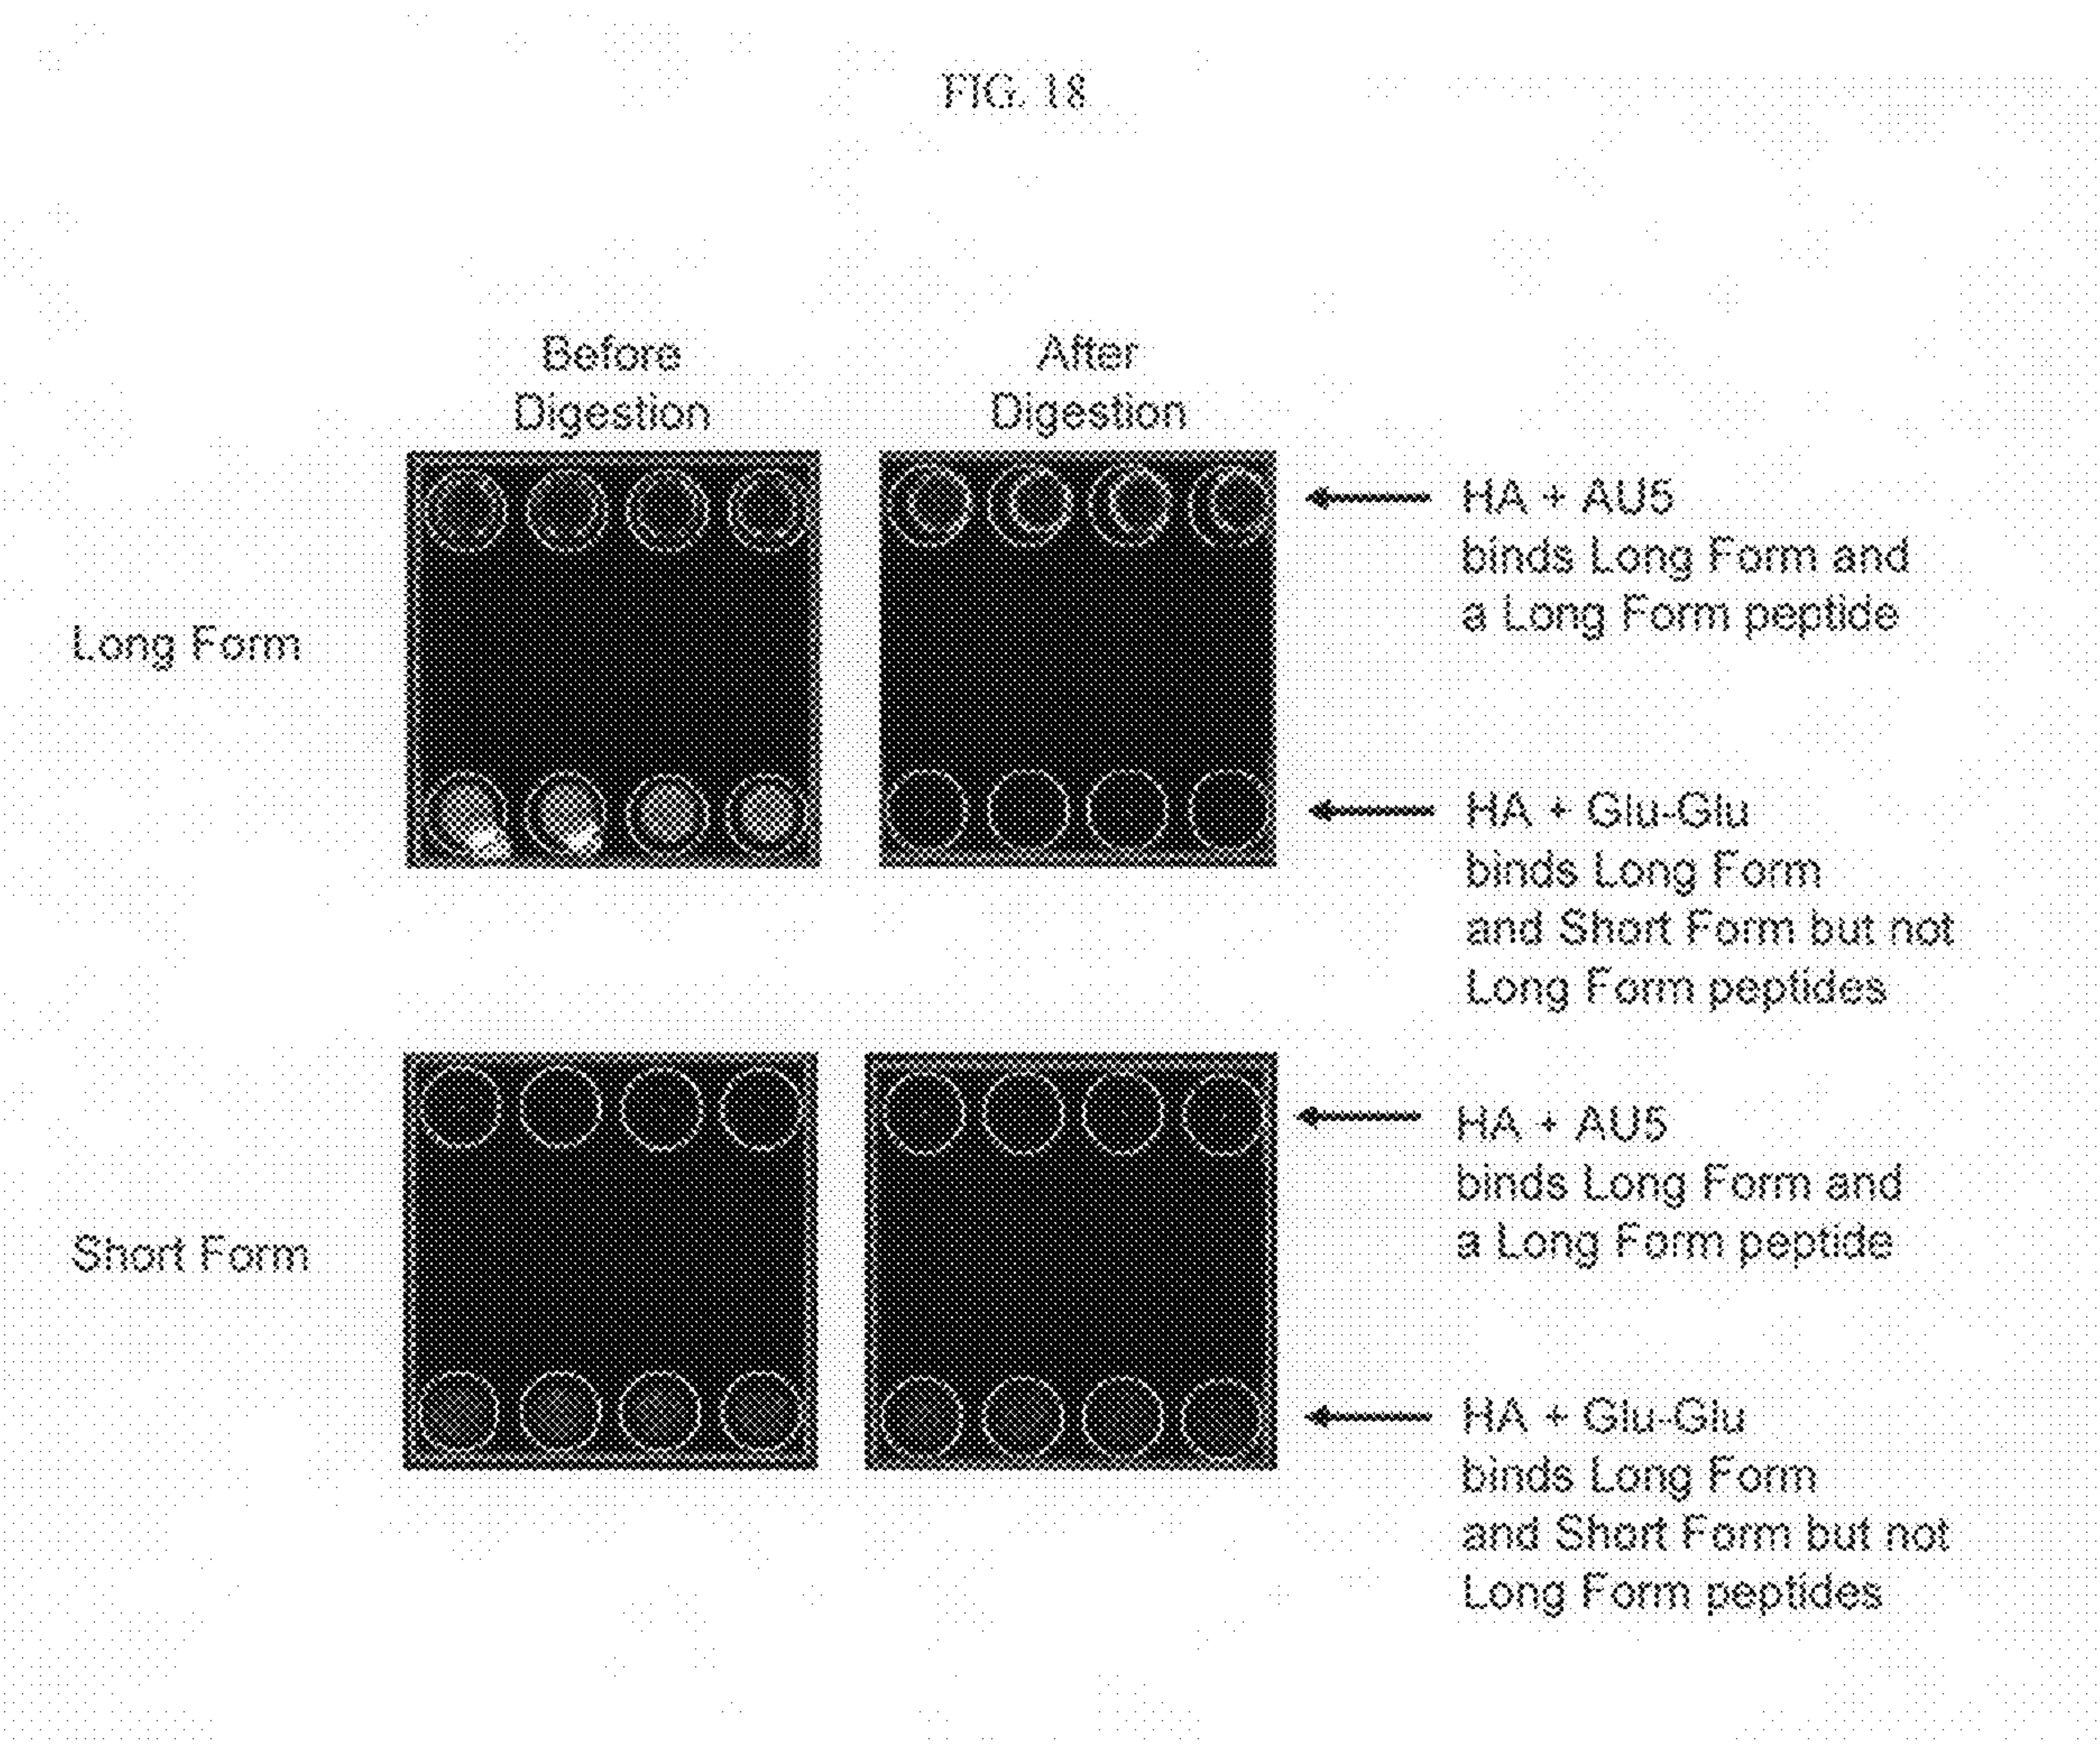 FIG. 18
Before
Digestion
After
Digestion
Long Form
HA + AU5
binds Long Form and
a Long Form peptide
HA + Glu-Glu
binds Long Form
and Short Form but not
Long Form peptides
Short Form
HA + AU5
binds Long Form and
a Long Form peptide
HA + Glu-Glu
binds Long Form
and Short Form but not
Long Form peptides